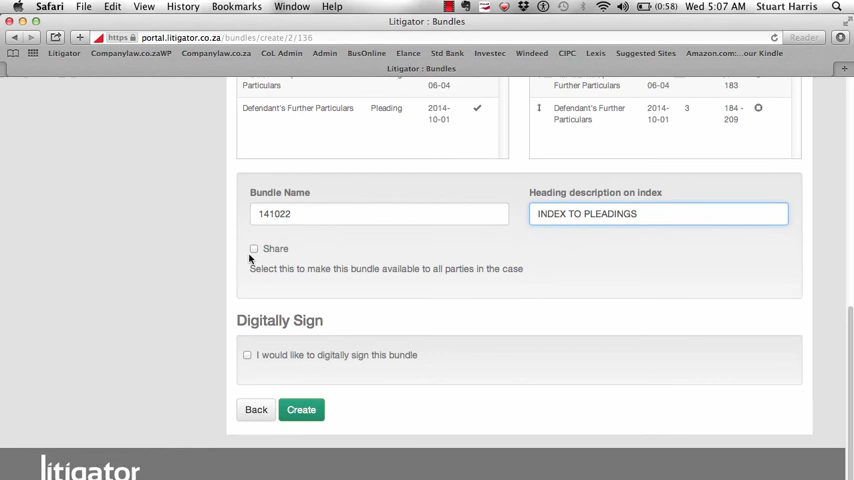 Safari File Edit View History Bookmarks Window Help (0:58) Wed 5:07 AM Stuart Harris
Litigator : Bundles
https portal.litigator.co.za/bundles/create/2/136 Reader
Litigator Companylaw.co.zaWP Companylaw.co.za CoL Admin Admin BusOnline Elance Std Bank Investec Windeed CIPC Lexis Suggested Sites Amazon.com:...our Kindle
Litigator : Bundles
Particulars 06-04
Further Particulars 06-04 183
Defendant's Further Particulars Pleading 2014-10-01
Defendant's Further Particulars 2014-10-01 3 184 - 209
Bundle Name
Heading description on index
141022
INDEX TO PLEADINGS
Share
Select this to make this bundle available to all parties in the case
Digitally Sign
I would like to digitally sign this bundle
Back Create
litigator